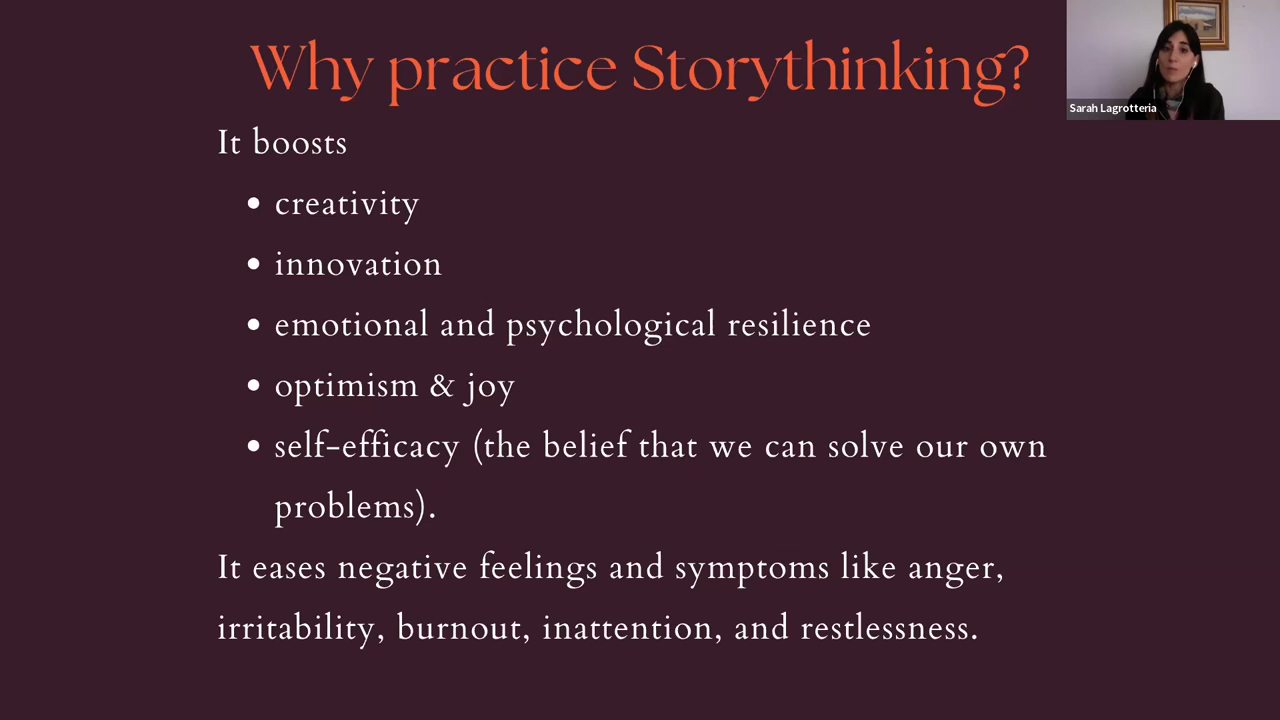 Why practice Storythinking?
Sarah Lagrotteria
It boosts
• creativity
• innovation
• emotional and psychological resilience
• optimism & joy
• self-efficacy (the belief that we can solve our own
problems).
It eases negative feelings and symptoms like anger,
irritability, burnout, inattention, and restlessness.